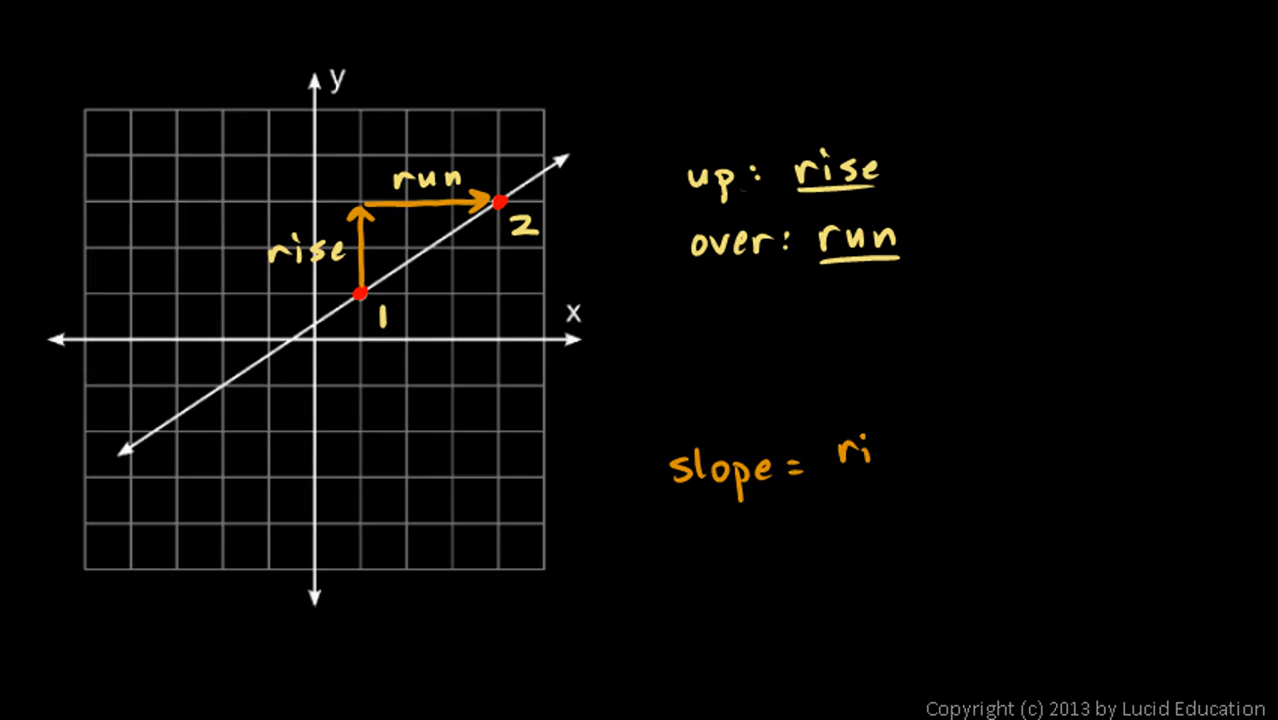 y
run
up: rise
rise
2
over: run
1
x
slope = ri
Copyright (c) 2013 by Lucid Education